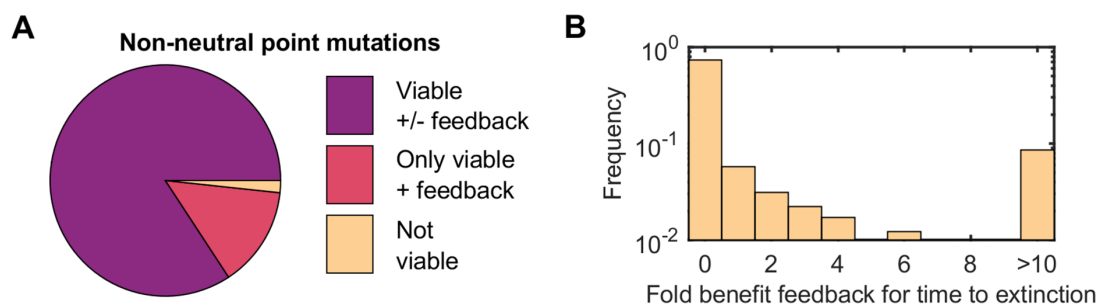 A
Non-neutral point mutations
Viable
+/- feedback
Only viable
+ feedback
Not
viable
B
10^0
10^-1
10^-2
Frequency
0 2 4 6 8 >10
Fold benefit feedback for time to extinction